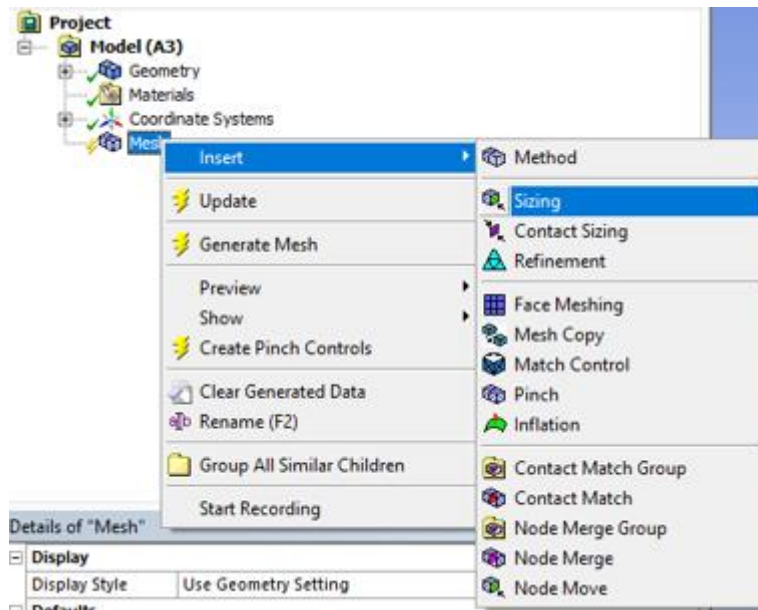 Project
Model (A3)
Geometry
Materials
Coordinate Systems
Mesh
Insert
Update
Generate Mesh
Preview
Show
Create Pinch Controls
Clear Generated Data
Rename (F2)
Group All Similar Children
Start Recording
Method
Sizing
Contact Sizing
Refinement
Face Meshing
Mesh Copy
Match Control
Pinch
Inflation
Contact Match Group
Contact Match
Node Merge Group
Node Merge
Node Move
Details of "Mesh"
Display
Display Style Use Geometry Setting
Defaults